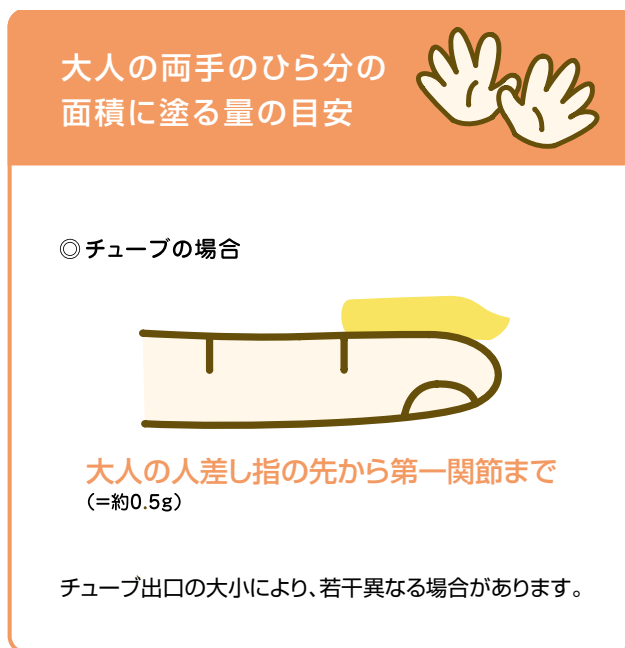 大人の両手のひら分の
面積に塗る量の目安
◎チューブの場合
大人の人差し指の先から第一関節まで
(=約0.5g)
チューブ出口の大小により、若干異なる場合があります。